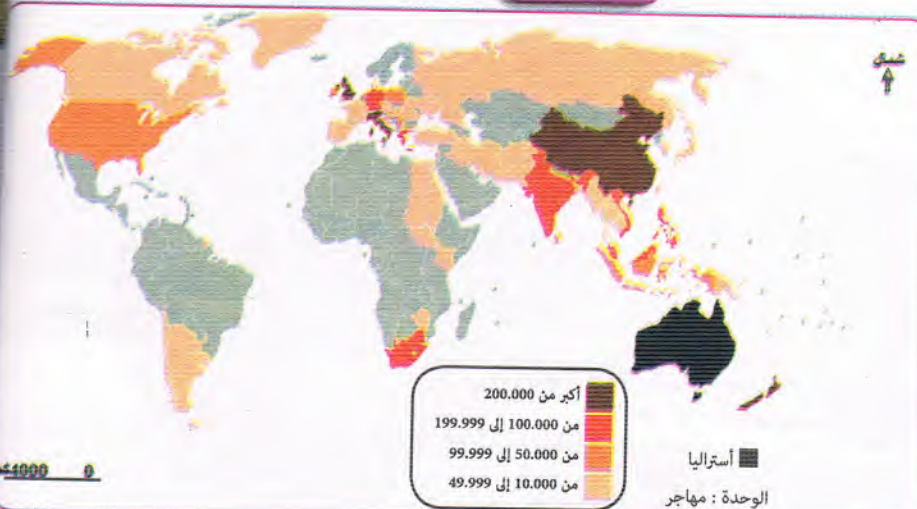 شمال
أكبر من 200.000
من 100.000 إلى 199.999
من 50.000 إلى 99.999
من 10.000 إلى 49.999
أستراليا
الوحدة : مهاجر
0